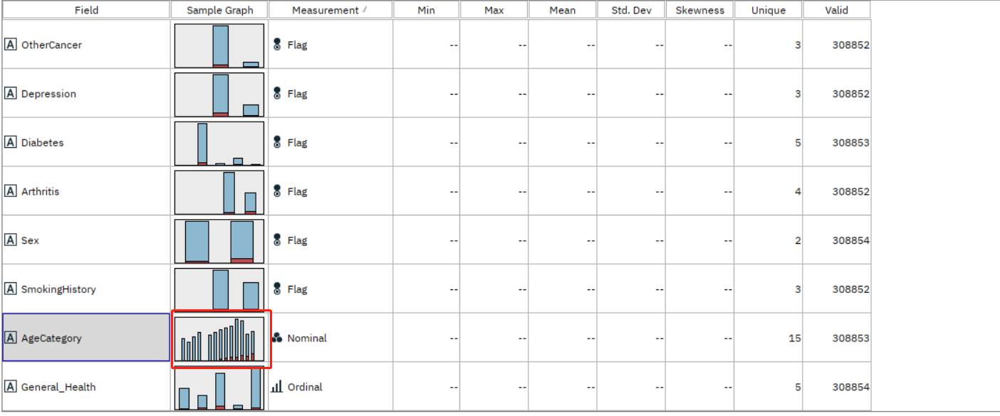 Field Sample Graph Measurement Min Max Mean Std. Dev Skewness Unique Valid
A OtherCancer Flag -- -- -- -- -- 3 308852
A Depression Flag -- -- -- -- -- 3 308852
A Diabetes Flag -- -- -- -- -- 5 308853
A Arthritis Flag -- -- -- -- -- 4 308852
A Sex Flag -- -- -- -- -- 2 308854
A SmokingHistory Flag -- -- -- -- -- 3 308852
A AgeCategory Nominal -- -- -- -- -- 15 308853
A General_Health Ordinal -- -- -- -- -- 5 308854